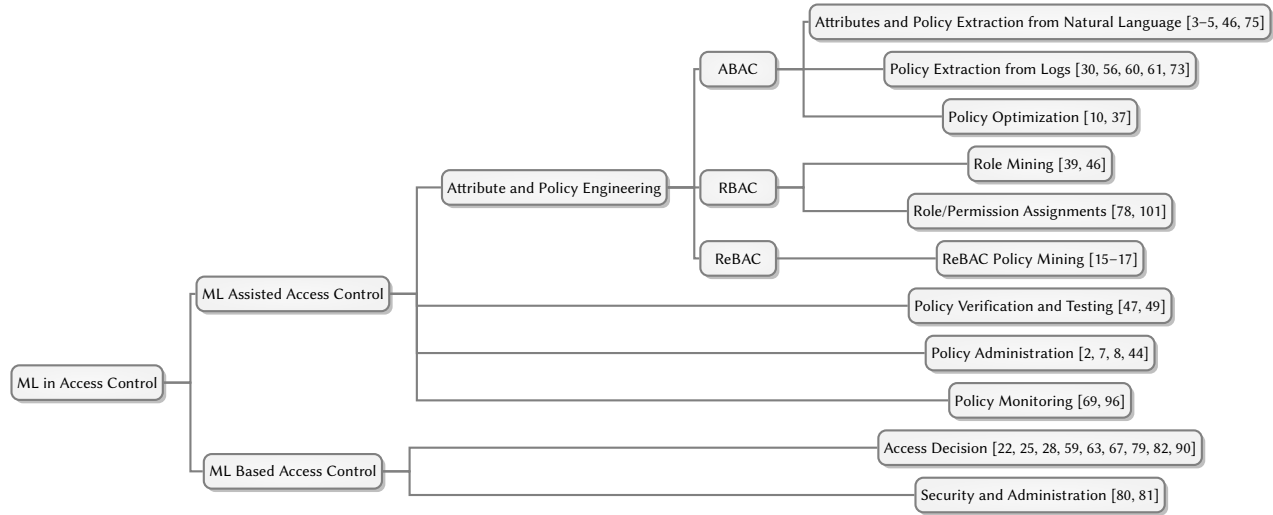 Attributes and Policy Extraction from Natural Language [3–5, 46, 75]
ABAC
Policy Extraction from Logs [30, 56, 60, 61, 73]
Policy Optimization [10, 37]
Role Mining [39, 46]
Attribute and Policy Engineering
RBAC
Role/Permission Assignments [78, 101]
ReBAC
ReBAC Policy Mining [15–17]
ML Assisted Access Control
Policy Verification and Testing [47, 49]
Policy Administration [2, 7, 8, 44]
ML in Access Control
Policy Monitoring [69, 96]
Access Decision [22, 25, 28, 59, 63, 67, 79, 82, 90]
ML Based Access Control
Security and Administration [80, 81]